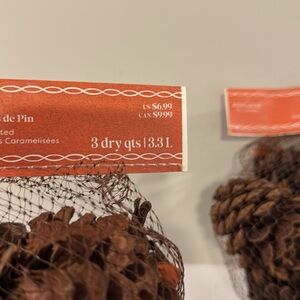 s de Pin
US $6.99
CAN $9.99
ted
s Caramelisées
3 dry qts | 3.3 L